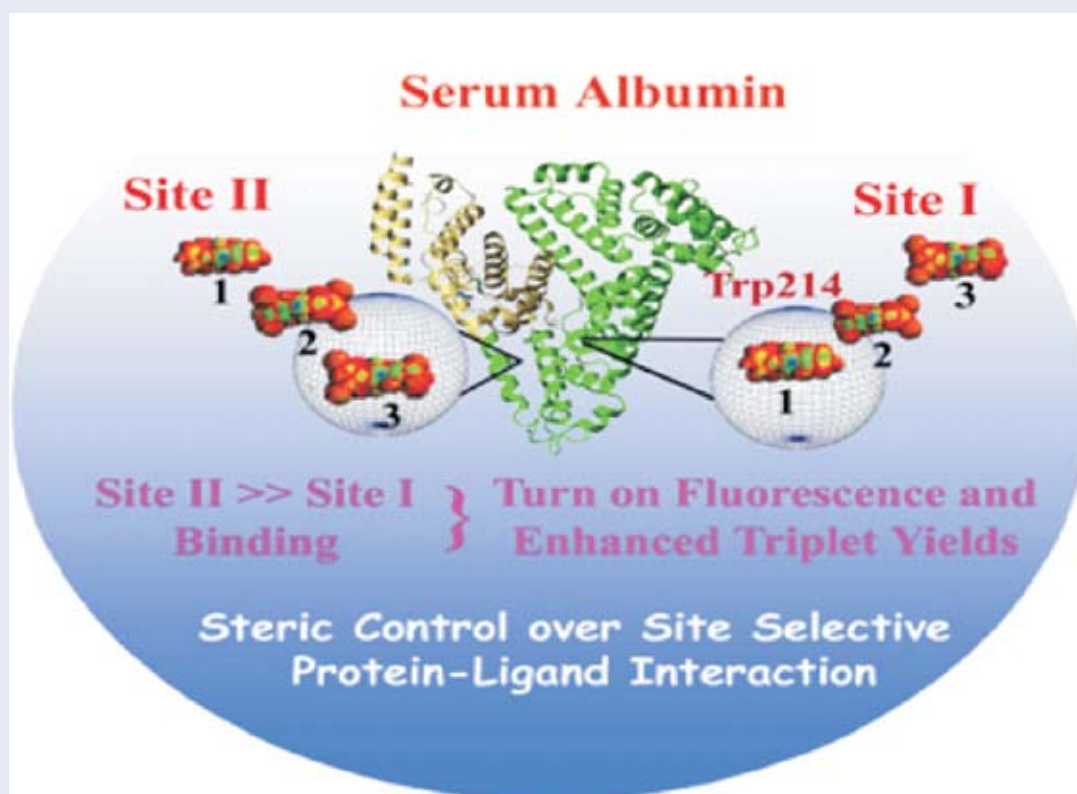 Serum Albumin
Site II
Site I
1
2
3
Trp214
3
2
1
Site II >> Site I } Turn on Fluorescence and
Binding Enhanced Triplet Yields
Steric Control over Site Selective
Protein-Ligand Interaction